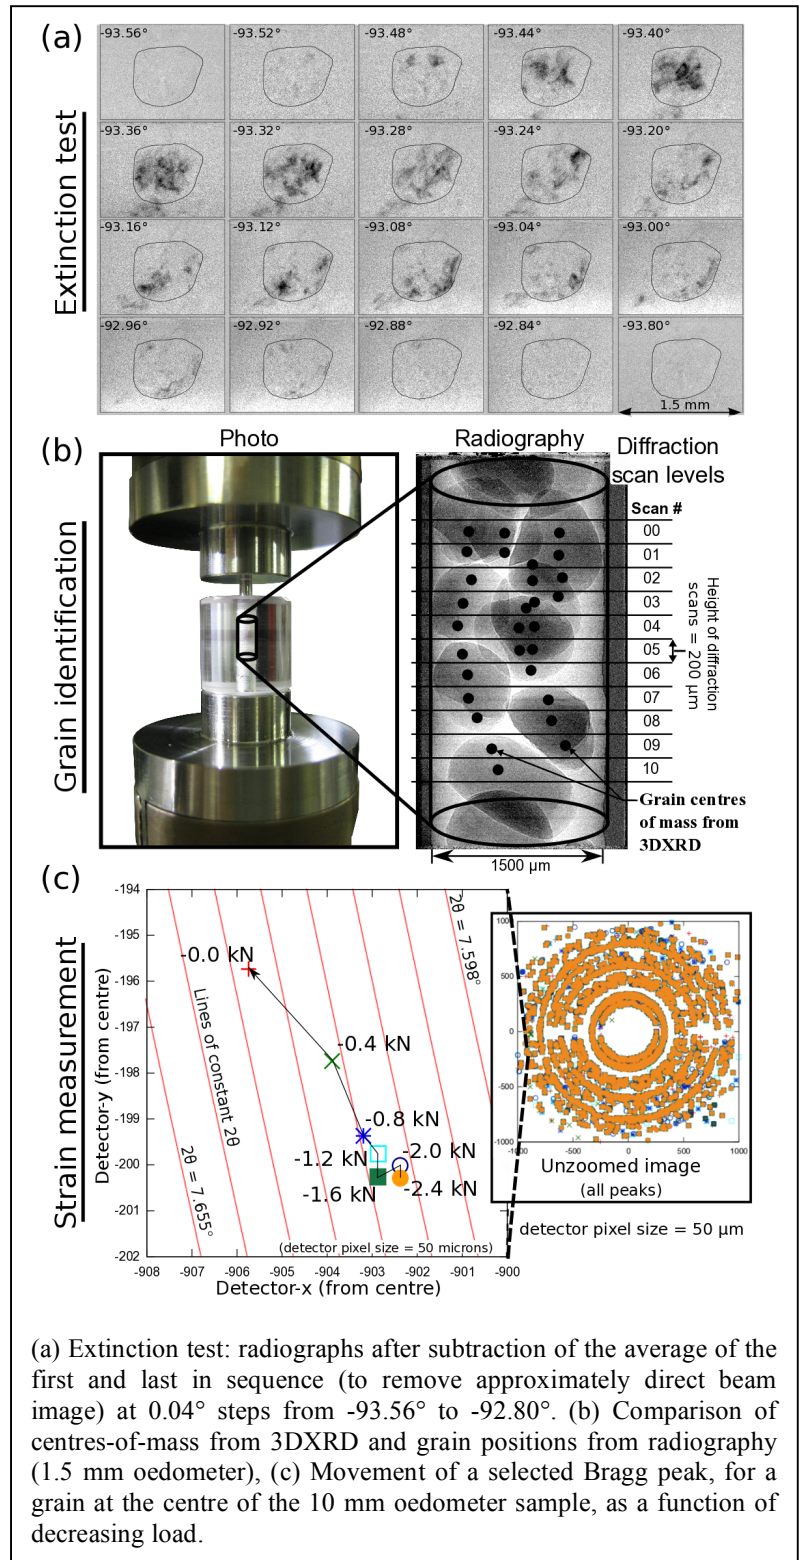 (a)
Extinction test
-93.56° -93.52° -93.48° -93.44° -93.40°
-93.36° -93.32° -93.28° -93.24° -93.20°
-93.16° -93.12° -93.08° -93.04° -93.00°
-92.96° -92.92° -92.88° -92.84° -93.80°
1.5 mm
(b)
Grain identification
Photo
Radiography
Diffraction
scan levels
Scan #
00
01
02
03
04
05
06
07
08
09
10
Height of diffraction
scans = 200 μm
Grain centres
of mass from
3DXRD
1500 μm
(c)
Strain measurement
-194
-195
-196
-197
-198
-199
-200
-201
-202
Detector-y (from centre)
-0.0 kN
-0.4 kN
-0.8 kN
-1.2 kN
-2.0 kN
-1.6 kN
-2.4 kN
2θ = 7.598°
Lines of constant 2θ
2θ = 7.655°
(detector pixel size = 50 microns)
-908 -907 -906 -905 -904 -903 -902 -901 -900
Detector-x (from centre)
1000
500
0
-500
-1000
-1000 -500 0 500 1000
Unzoomed image
(all peaks)
detector pixel size = 50 μm
(a) Extinction test: radiographs after subtraction of the average of the
first and last in sequence (to remove approximately direct beam
image) at 0.04° steps from -93.56° to -92.80°. (b) Comparison of
centres-of-mass from 3DXRD and grain positions from radiography
(1.5 mm oedometer), (c) Movement of a selected Bragg peak, for a
grain at the centre of the 10 mm oedometer sample, as a function of
decreasing load.